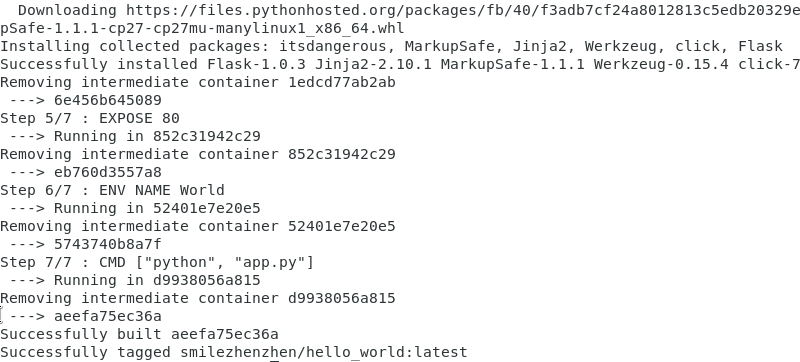 Downloading https://files.pythonhosted.org/packages/fb/40/f3adb7cf24a8012813c5edb20329e
pSafe-1.1.1-cp27-cp27mu-manylinux1_x86_64.whl
Installing collected packages: itsdangerous, MarkupSafe, Jinja2, Werkzeug, click, Flask
Successfully installed Flask-1.0.3 Jinja2-2.10.1 MarkupSafe-1.1.1 Werkzeug-0.15.4 click-7
Removing intermediate container 1edcd77ab2ab
 ---> 6e456b645089
Step 5/7 : EXPOSE 80
 ---> Running in 852c31942c29
Removing intermediate container 852c31942c29
 ---> eb760d3557a8
Step 6/7 : ENV NAME World
 ---> Running in 52401e7e20e5
Removing intermediate container 52401e7e20e5
 ---> 5743740b8a7f
Step 7/7 : CMD ["python", "app.py"]
 ---> Running in d9938056a815
Removing intermediate container d9938056a815
 ---> aeefa75ec36a
Successfully built aeefa75ec36a
Successfully tagged smilezhenzhen/hello_world:latest